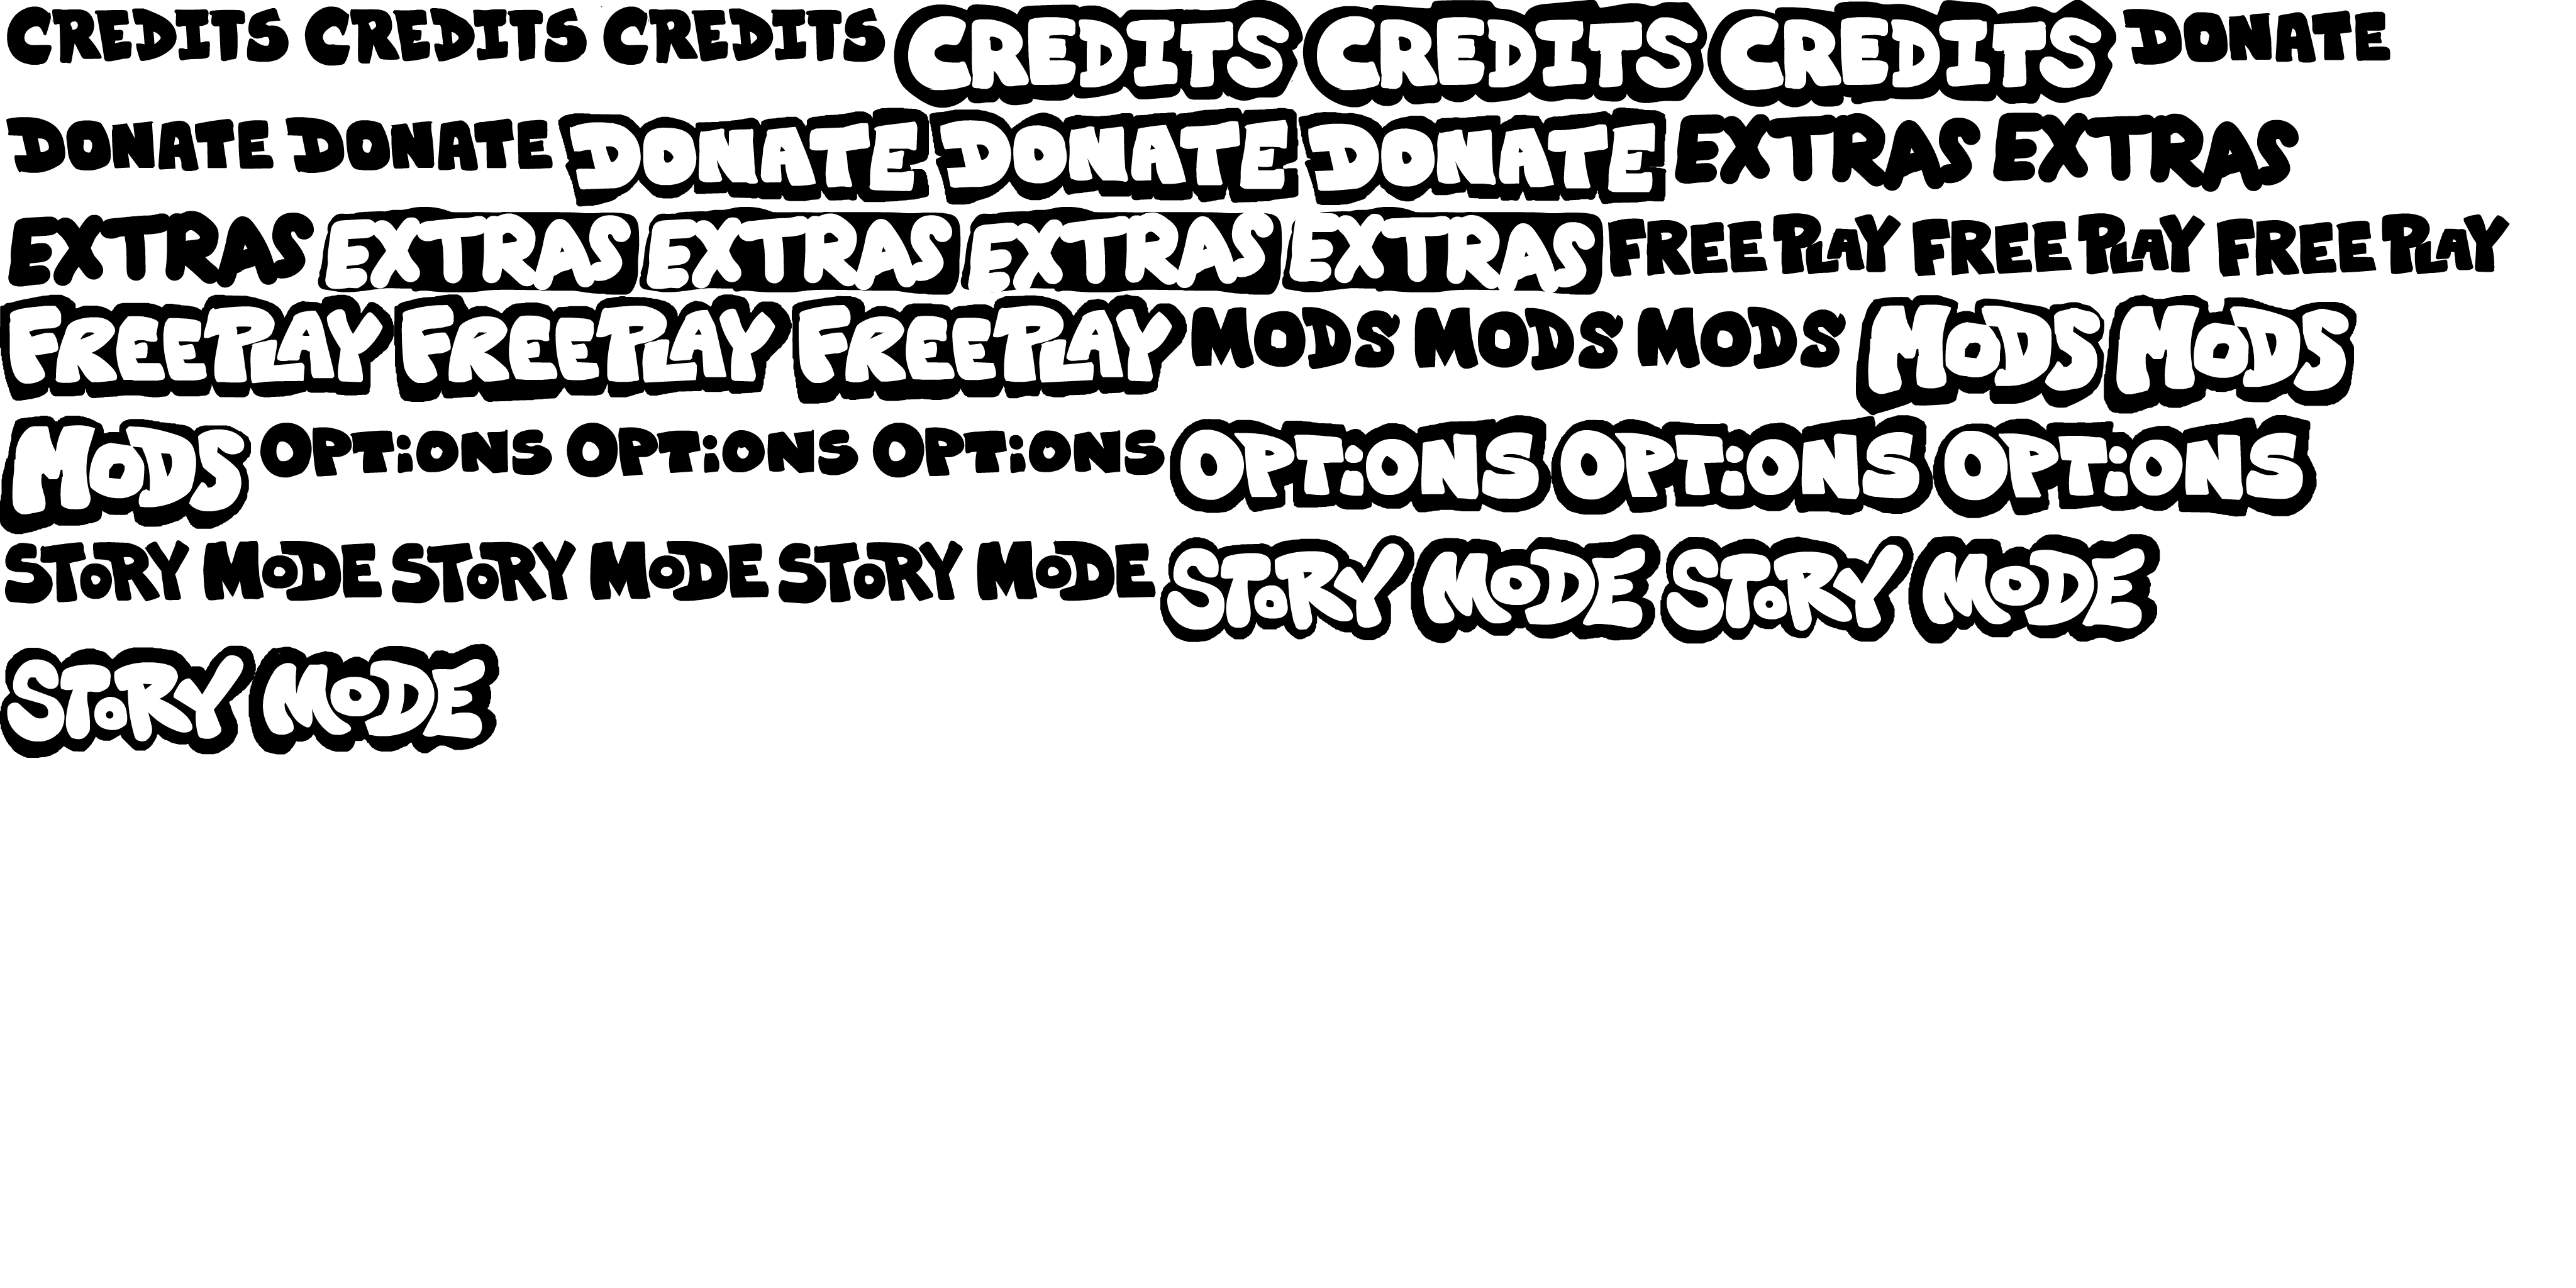 CREDITS CREDITS CREDITS CREDITS CREDITS CREDITS DONATE
DONATE DONATE DONATE DONATE DONATE EXTRAS EXTRAS
EXTRAS EXTRAS EXTRAS EXTRAS EXTRAS FREE PLAY FREE PLAY FREE PLAY
FREEPLAY FREEPLAY FREEPLAY MODS MODS MODS MODS MODS
MODS OPTiONS OPTiONS OPTiONS OPTiONS OPTiONS OPTiONS
STORY MODE STORY MODE STORY MODE STORY MODE STORY MODE
STORY MODE